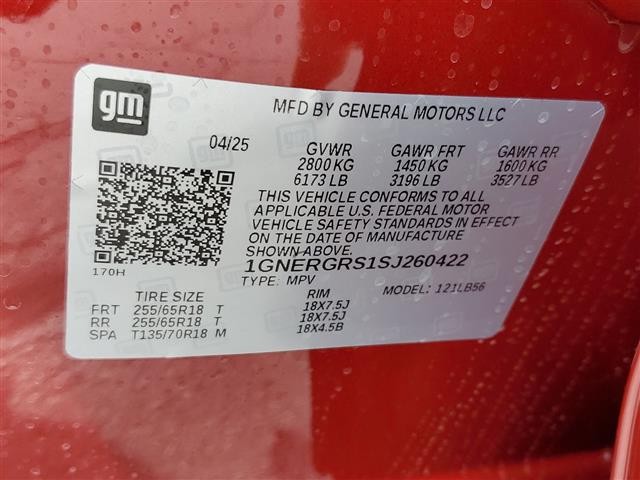 gm
MFD BY GENERAL MOTORS LLC
04/25 GVWR GAWR FRT GAWR RR
2800 KG 1450 KG 1600 KG
6173 LB 3196 LB 3527 LB
THIS VEHICLE CONFORMS TO ALL
APPLICABLE U.S. FEDERAL MOTOR
VEHICLE SAFETY STANDARDS IN EFFECT
ON THE DATE OF MANUFACTURE
SHOWN ABOVE.
1GNERGRS1SJ260422
170H
TYPE: MPV MODEL: 121LB56
TIRE SIZE RIM
FRT 255/65R18 T 18X7.5J
RR 255/65R18 T 18X7.5J
SPA T135/70R18 M 18X4.5B